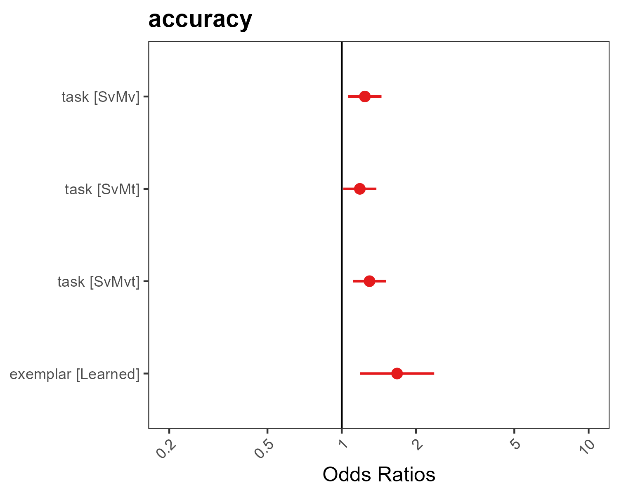 accuracy
task [SvMv]
task [SvMt]
task [SvMvt]
exemplar [Learned]
0.2 0.5 1 2 5 10
Odds Ratios